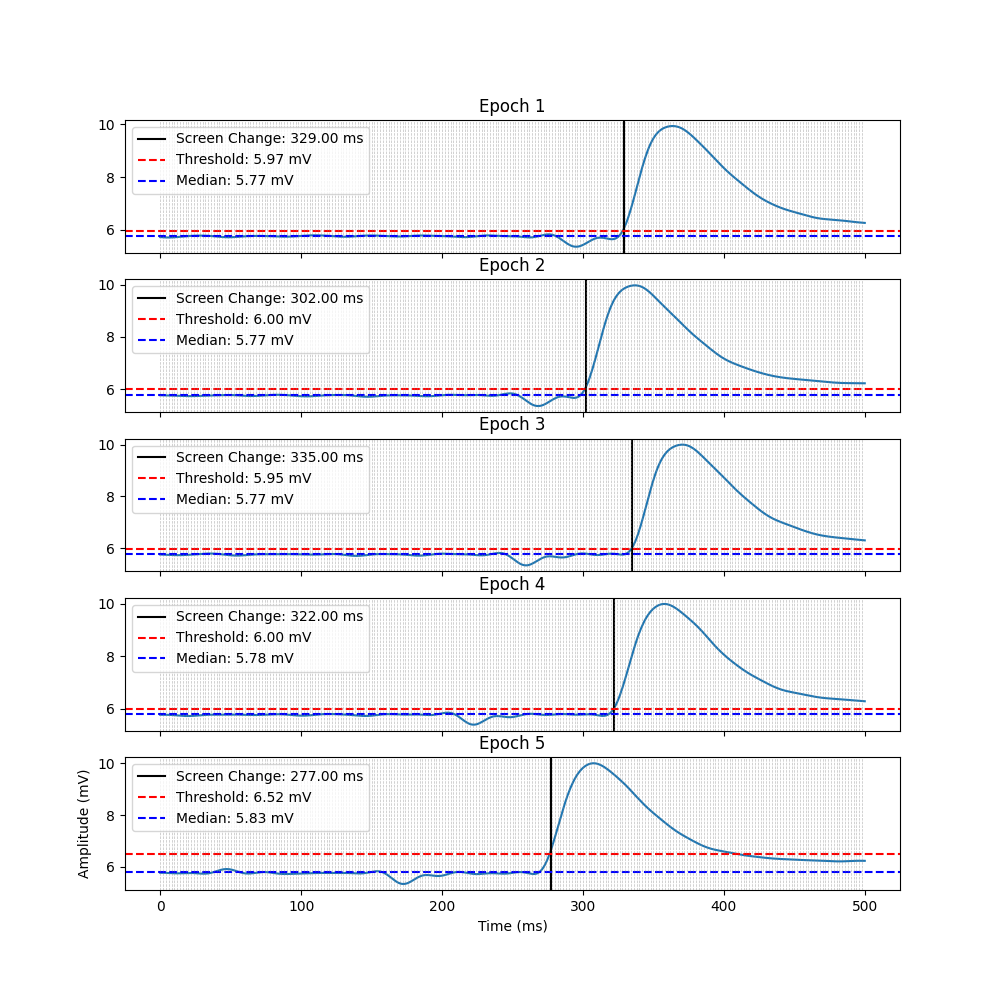 Epoch 1
10
8
6
Screen Change: 329.00 ms
Threshold: 5.97 mV
Median: 5.77 mV
Epoch 2
10
8
6
Screen Change: 302.00 ms
Threshold: 6.00 mV
Median: 5.77 mV
Epoch 3
10
8
6
Screen Change: 335.00 ms
Threshold: 5.95 mV
Median: 5.77 mV
Epoch 4
10
8
6
Screen Change: 322.00 ms
Threshold: 6.00 mV
Median: 5.78 mV
Epoch 5
10
8
6
Screen Change: 277.00 ms
Threshold: 6.52 mV
Median: 5.83 mV
Amplitude (mV)
0 100 200 300 400 500
Time (ms)